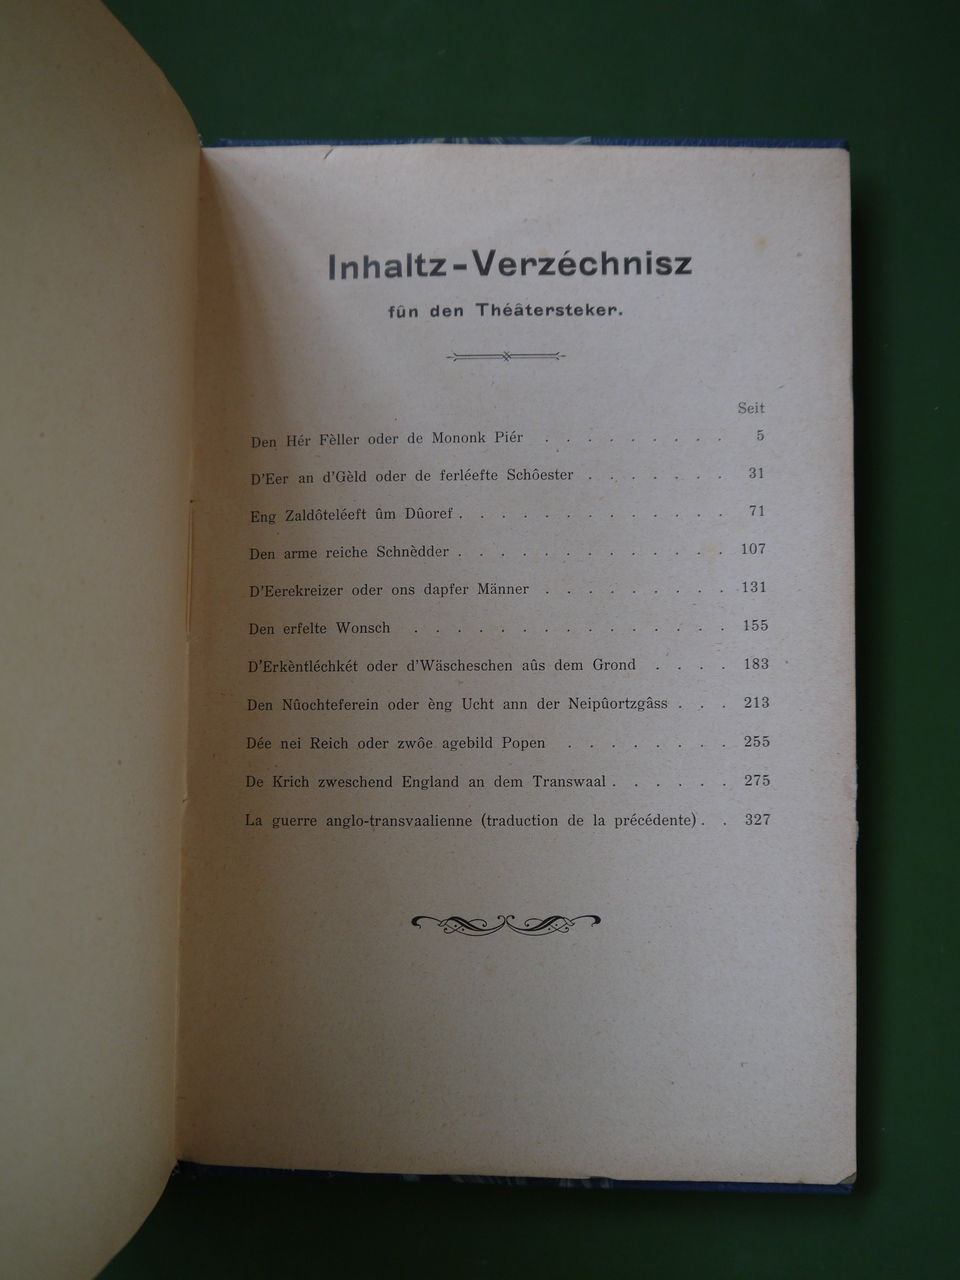 Inhaltz-Verzéchnisz
fûn den Théâtersteker.
Seit
Den Hér Fèller oder de Mononk Piér . . . . . . . . . 5
D'Eer an d'Gèld oder de ferléefte Schôester . . . . . . . 31
Eng Zaldôteléeft ûm Dûoref . . . . . . . . . . . . . 71
Den arme reiche Schnèdder . . . . . . . . . . . . . 107
D'Eerekreizer oder ons dapfer Männer . . . . . . . . . 131
Den erfelte Wonsch . . . . . . . . . . . . . . . 155
D'Erkèntléchkét oder d'Wäscheschen aûs dem Grond . . . . 183
Den Nûochteferein oder èng Ucht ann der Neipûortzgâss . . . 213
Dée nei Reich oder zwôe agebild Popen . . . . . . . . 255
De Krich zweschend England an dem Transwaal . . . . . . 275
La guerre anglo-transvaalienne (traduction de la précédente) . . 327